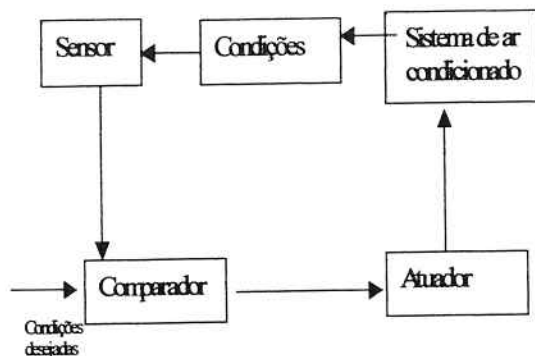 Sensor
Condições
Sistema de ar
condicionado
Comparador
Atuador
Condições
desejadas